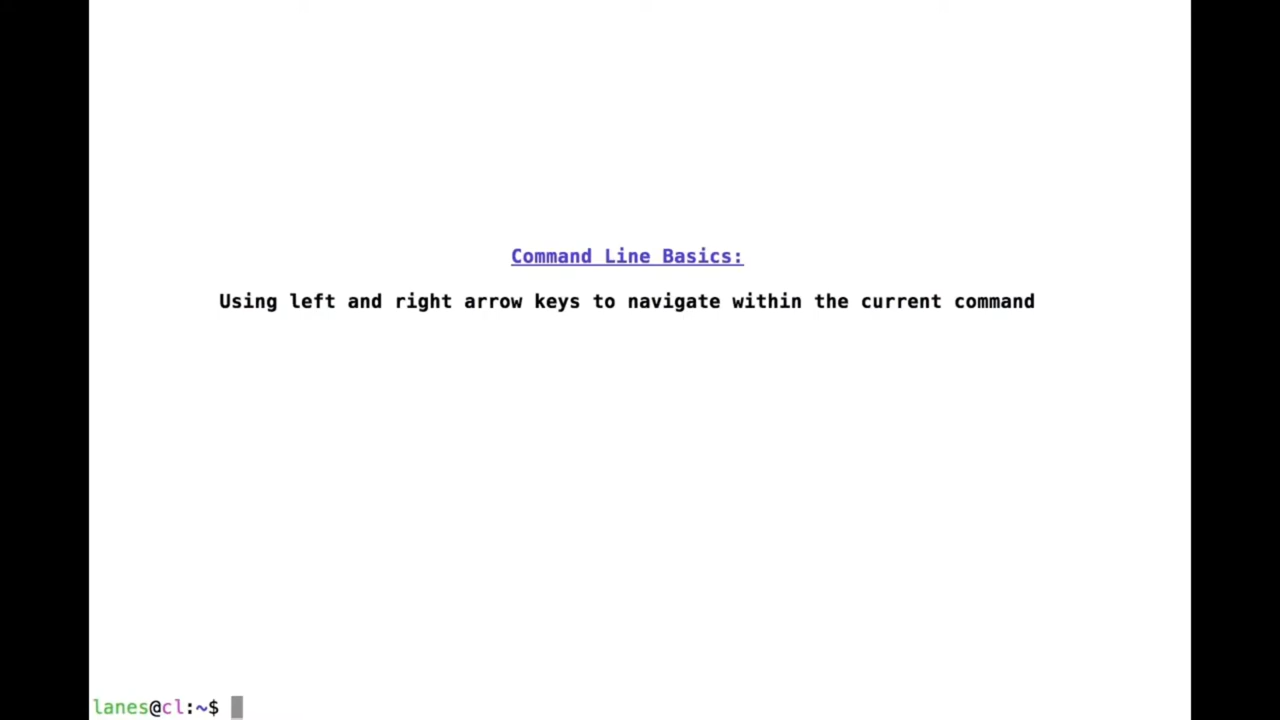 Command Line Basics:
Using left and right arrow keys to navigate within the current command
lanes@cl:~$